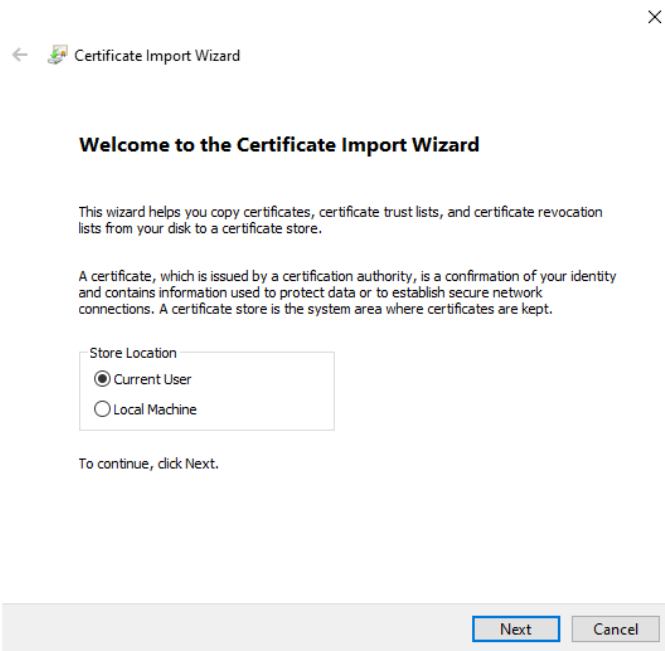 Certificate Import Wizard
Welcome to the Certificate Import Wizard
This wizard helps you copy certificates, certificate trust lists, and certificate revocation
lists from your disk to a certificate store.
A certificate, which is issued by a certification authority, is a confirmation of your identity
and contains information used to protect data or to establish secure network
connections. A certificate store is the system area where certificates are kept.
Store Location
Current User
Local Machine
To continue, click Next.
Next Cancel